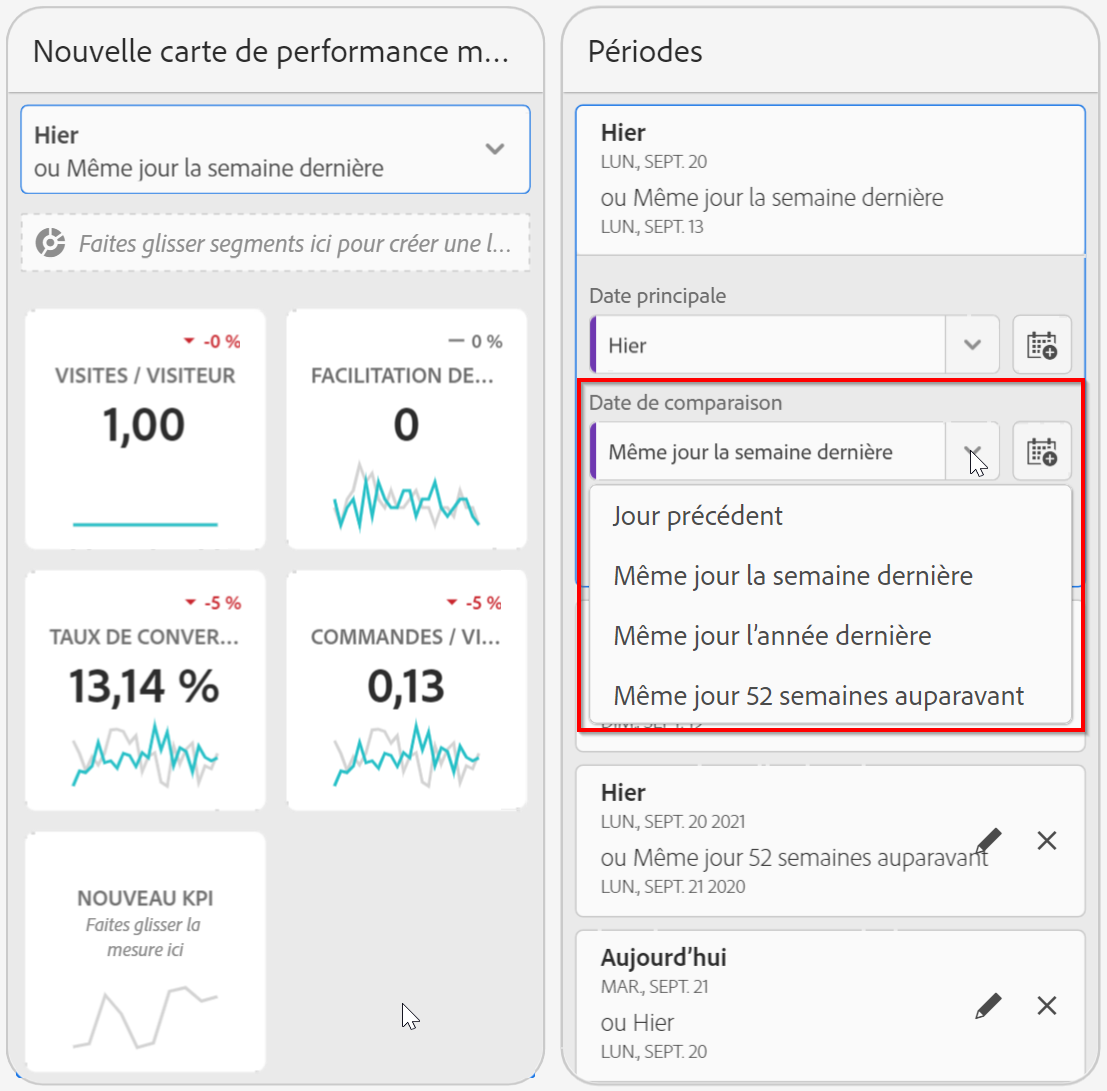 Nouvelle carte de performance m...
Hier
ou Même jour la semaine dernière
Faites glisser segments ici pour créer une l...
-0 %
VISITES / VISITEUR
1,00
0 %
FACILITATION DE...
0
-5 %
TAUX DE CONVER...
13,14 %
-5 %
COMMANDES / VI...
0,13
NOUVEAU KPI
Faites glisser la
mesure ici
Périodes
Hier
LUN., SEPT. 20
ou Même jour la semaine dernière
LUN., SEPT. 13
Date principale
Hier
Date de comparaison
Même jour la semaine dernière
Jour précédent
Même jour la semaine dernière
Même jour l’année dernière
Même jour 52 semaines auparavant
DIM., SEPT. 12
Hier
LUN., SEPT. 20 2021
ou Même jour 52 semaines auparavant
LUN., SEPT. 21 2020
Aujourd’hui
MAR., SEPT. 21
ou Hier
LUN., SEPT. 20